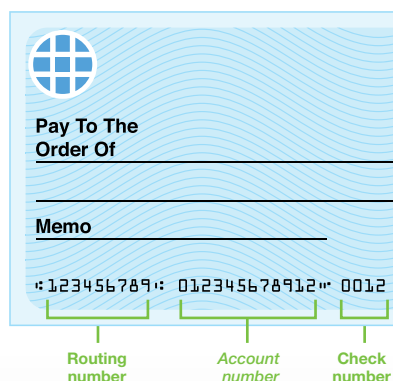 Pay To The
Order Of
Memo
⑆123456789⑆ 012345678912⑈ 0012
Routing Account Check
number number number